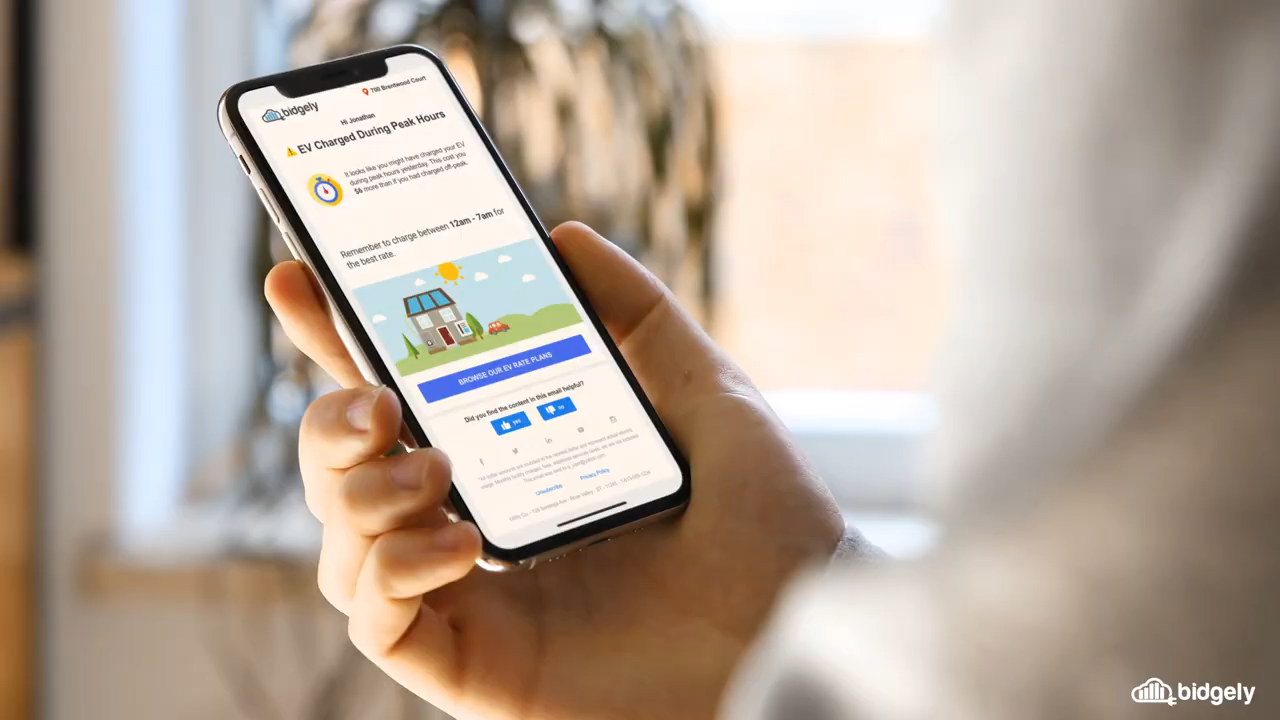 bidgely
700 Brentwood Court
Hi Jonathan
EV Charged During Peak Hours
It looks like you might have charged your EV
during peak hours yesterday. This cost you
$6 more than if you had charged off-peak.
Remember to charge between 12am - 7am for
the best rate.
BROWSE OUR EV RATE PLANS
Did you find the content in this email helpful?
yes
no
Unsubscribe
Privacy Policy
bidgely